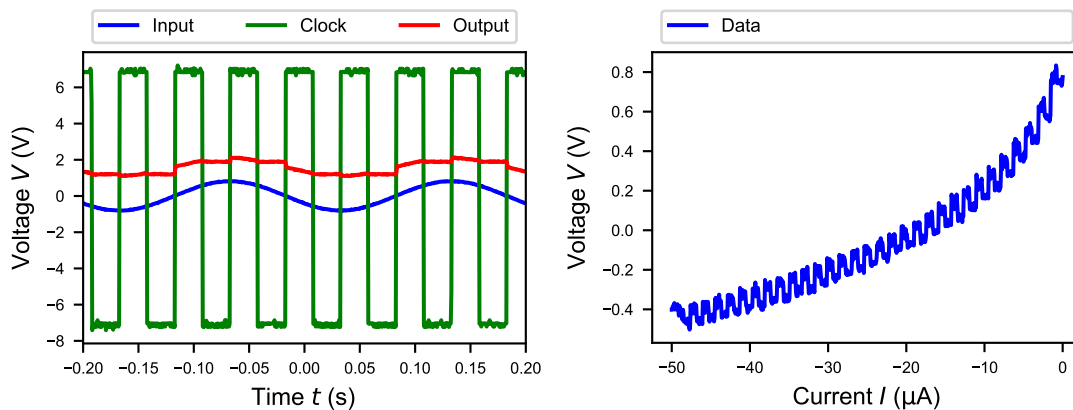 Input Clock Output
Voltage V (V)
6
4
2
0
−2
−4
−6
−8
−0.20 −0.15 −0.10 −0.05 0.00 0.05 0.10 0.15 0.20
Time t (s)
Data
Voltage V (V)
0.8
0.6
0.4
0.2
0.0
−0.2
−0.4
−50 −40 −30 −20 −10 0
Current I (μA)